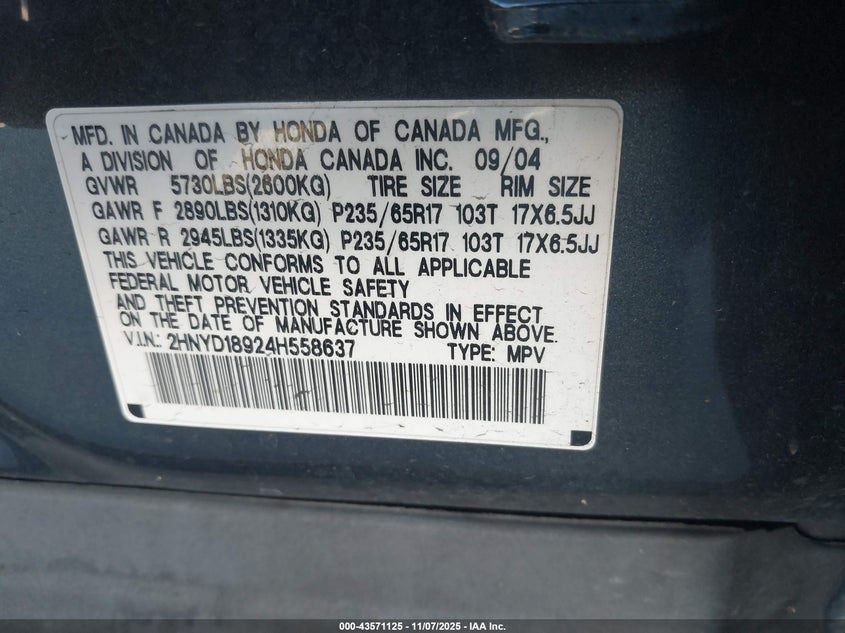 MFD. IN CANADA BY HONDA OF CANADA MFG.,
A DIVISION OF HONDA CANADA INC. 09/04
GVWR 5730LBS(2600KG) TIRE SIZE RIM SIZE
GAWR F 2890LBS(1310KG) P235/65R17 103T 17X6.5JJ
GAWR R 2945LBS(1335KG) P235/65R17 103T 17X6.5JJ
THIS VEHICLE CONFORMS TO ALL APPLICABLE
FEDERAL MOTOR VEHICLE SAFETY
AND THEFT PREVENTION STANDARDS IN EFFECT
ON THE DATE OF MANUFACTURE SHOWN ABOVE.
V.I.N.: 2HNYD18924H558637 TYPE: MPV
000-43571125 - 11/07/2025 - IAA Inc.